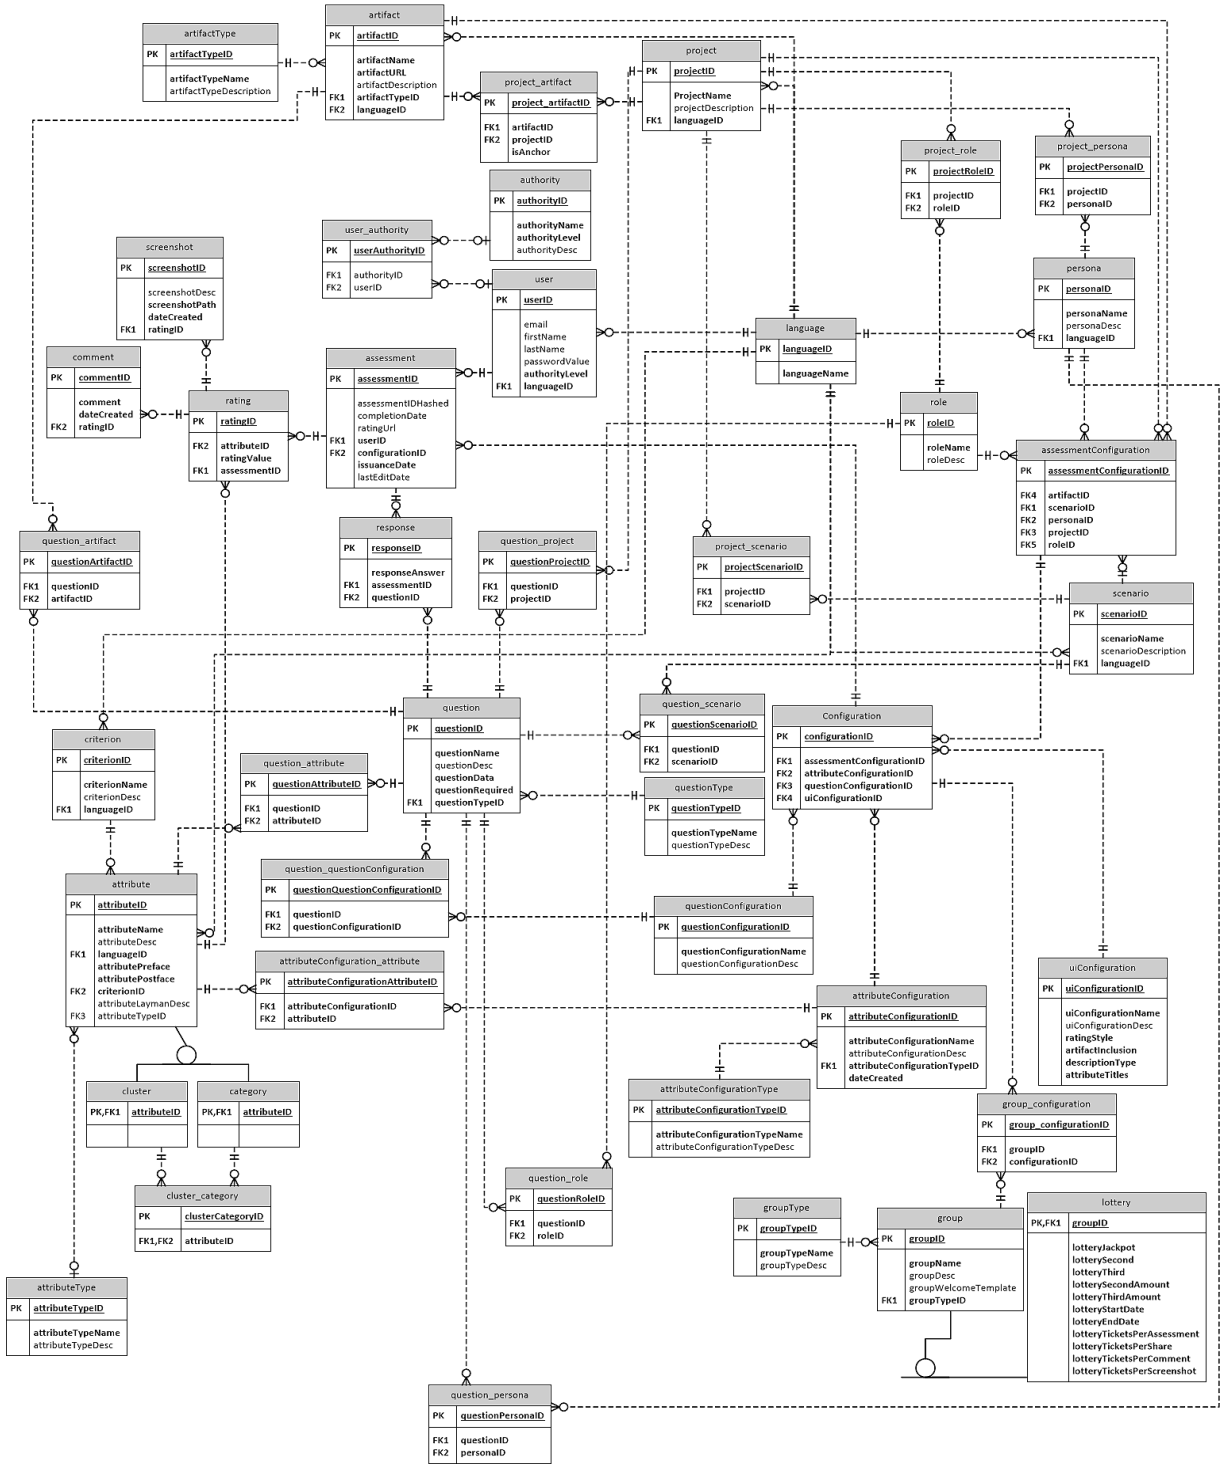 artifact
PK artifactID
artifactName
artifactURL
artifactDescription
FK1 artifactTypeID
FK2 languageID
artifactType
PK artifactTypeID
artifactTypeName
artifactTypeDescription
project
PK projectID
ProjectName
projectDescription
FK1 languageID
project_artifact
PK project_artifactID
FK1 artifactID
FK2 projectID
isAnchor
project_role
PK projectRoleID
FK1 projectID
FK2 roleID
project_persona
PK projectPersonaID
FK1 projectID
FK2 personaID
authority
PK authorityID
authorityName
authorityLevel
authorityDesc
user_authority
PK userAuthorityID
FK1 authorityID
FK2 userID
screenshot
PK screenshotID
screenshotDesc
screenshotPath
dateCreated
FK1 ratingID
user
PK userID
email
firstName
lastName
passwordValue
authorityLevel
FK1 languageID
persona
PK personaID
personaName
personaDesc
FK1 languageID
language
PK languageID
languageName
comment
PK commentID
comment
dateCreated
FK2 ratingID
assessment
PK assessmentID
assessmentIDHashed
completionDate
ratingUrl
FK1 userID
FK2 configurationID
issuanceDate
lastEditDate
rating
PK ratingID
FK2 attributeID
ratingValue
FK1 assessmentID
role
PK roleID
roleName
roleDesc
assessmentConfiguration
PK assessmentConfigurationID
FK4 artifactID
FK1 scenarioID
FK2 personaID
FK3 projectID
FK5 roleID
question_artifact
PK questionArtifactID
FK1 questionID
FK2 artifactID
response
PK responseID
responseAnswer
FK1 assessmentID
FK2 questionID
question_project
PK questionProjectID
FK1 questionID
FK2 projectID
project_scenario
PK projectScenarioID
FK1 projectID
FK2 scenarioID
scenario
PK scenarioID
scenarioName
scenarioDescription
FK1 languageID
question
PK questionID
questionName
questionDesc
questionData
questionRequired
FK1 questionTypeID
question_scenario
PK questionScenarioID
FK1 questionID
FK2 scenarioID
Configuration
PK configurationID
FK1 assessmentConfigurationID
FK2 attributeConfigurationID
FK3 questionConfigurationID
FK4 uiConfigurationID
criterion
PK criterionID
criterionName
criterionDesc
FK1 languageID
question_attribute
PK questionAttributeID
FK1 questionID
FK2 attributeID
questionType
PK questionTypeID
questionTypeName
questionTypeDesc
question_questionConfiguration
PK questionQuestionConfigurationID
FK1 questionID
FK2 questionConfigurationID
attribute
PK attributeID
attributeName
attributeDesc
FK1 languageID
attributePreface
attributePostface
FK2 criterionID
attributeLaymanDesc
FK3 attributeTypeID
questionConfiguration
PK questionConfigurationID
questionConfigurationName
questionConfigurationDesc
attributeConfiguration_attribute
PK attributeConfigurationAttributeID
FK1 attributeConfigurationID
FK2 attributeID
uiConfiguration
PK uiConfigurationID
uiConfigurationName
uiConfigurationDesc
ratingStyle
artifactInclusion
descriptionType
attributeTitles
attributeConfiguration
PK attributeConfigurationID
attributeConfigurationName
attributeConfigurationDesc
FK1 attributeConfigurationTypeID
dateCreated
cluster
PK,FK1 attributeID
category
PK,FK1 attributeID
attributeConfigurationType
PK attributeConfigurationTypeID
attributeConfigurationTypeName
attributeConfigurationTypeDesc
group_configuration
PK group_configurationID
FK1 groupID
FK2 configurationID
cluster_category
PK clusterCategoryID
FK1,FK2 attributeID
question_role
PK questionRoleID
FK1 questionID
FK2 roleID
groupType
PK groupTypeID
groupTypeName
groupTypeDesc
group
PK groupID
groupName
groupDesc
groupWelcomeTemplate
FK1 groupTypeID
lottery
PK,FK1 groupID
lotteryJackpot
lotterySecond
lotteryThird
lotterySecondAmount
lotteryThirdAmount
lotteryStartDate
lotteryEndDate
lotteryTicketsPerAssessment
lotteryTicketsPerShare
lotteryTicketsPerComment
lotteryTicketsPerScreenshot
attributeType
PK attributeTypeID
attributeTypeName
attributeTypeDesc
question_persona
PK questionPersonaID
FK1 questionID
FK2 personaID